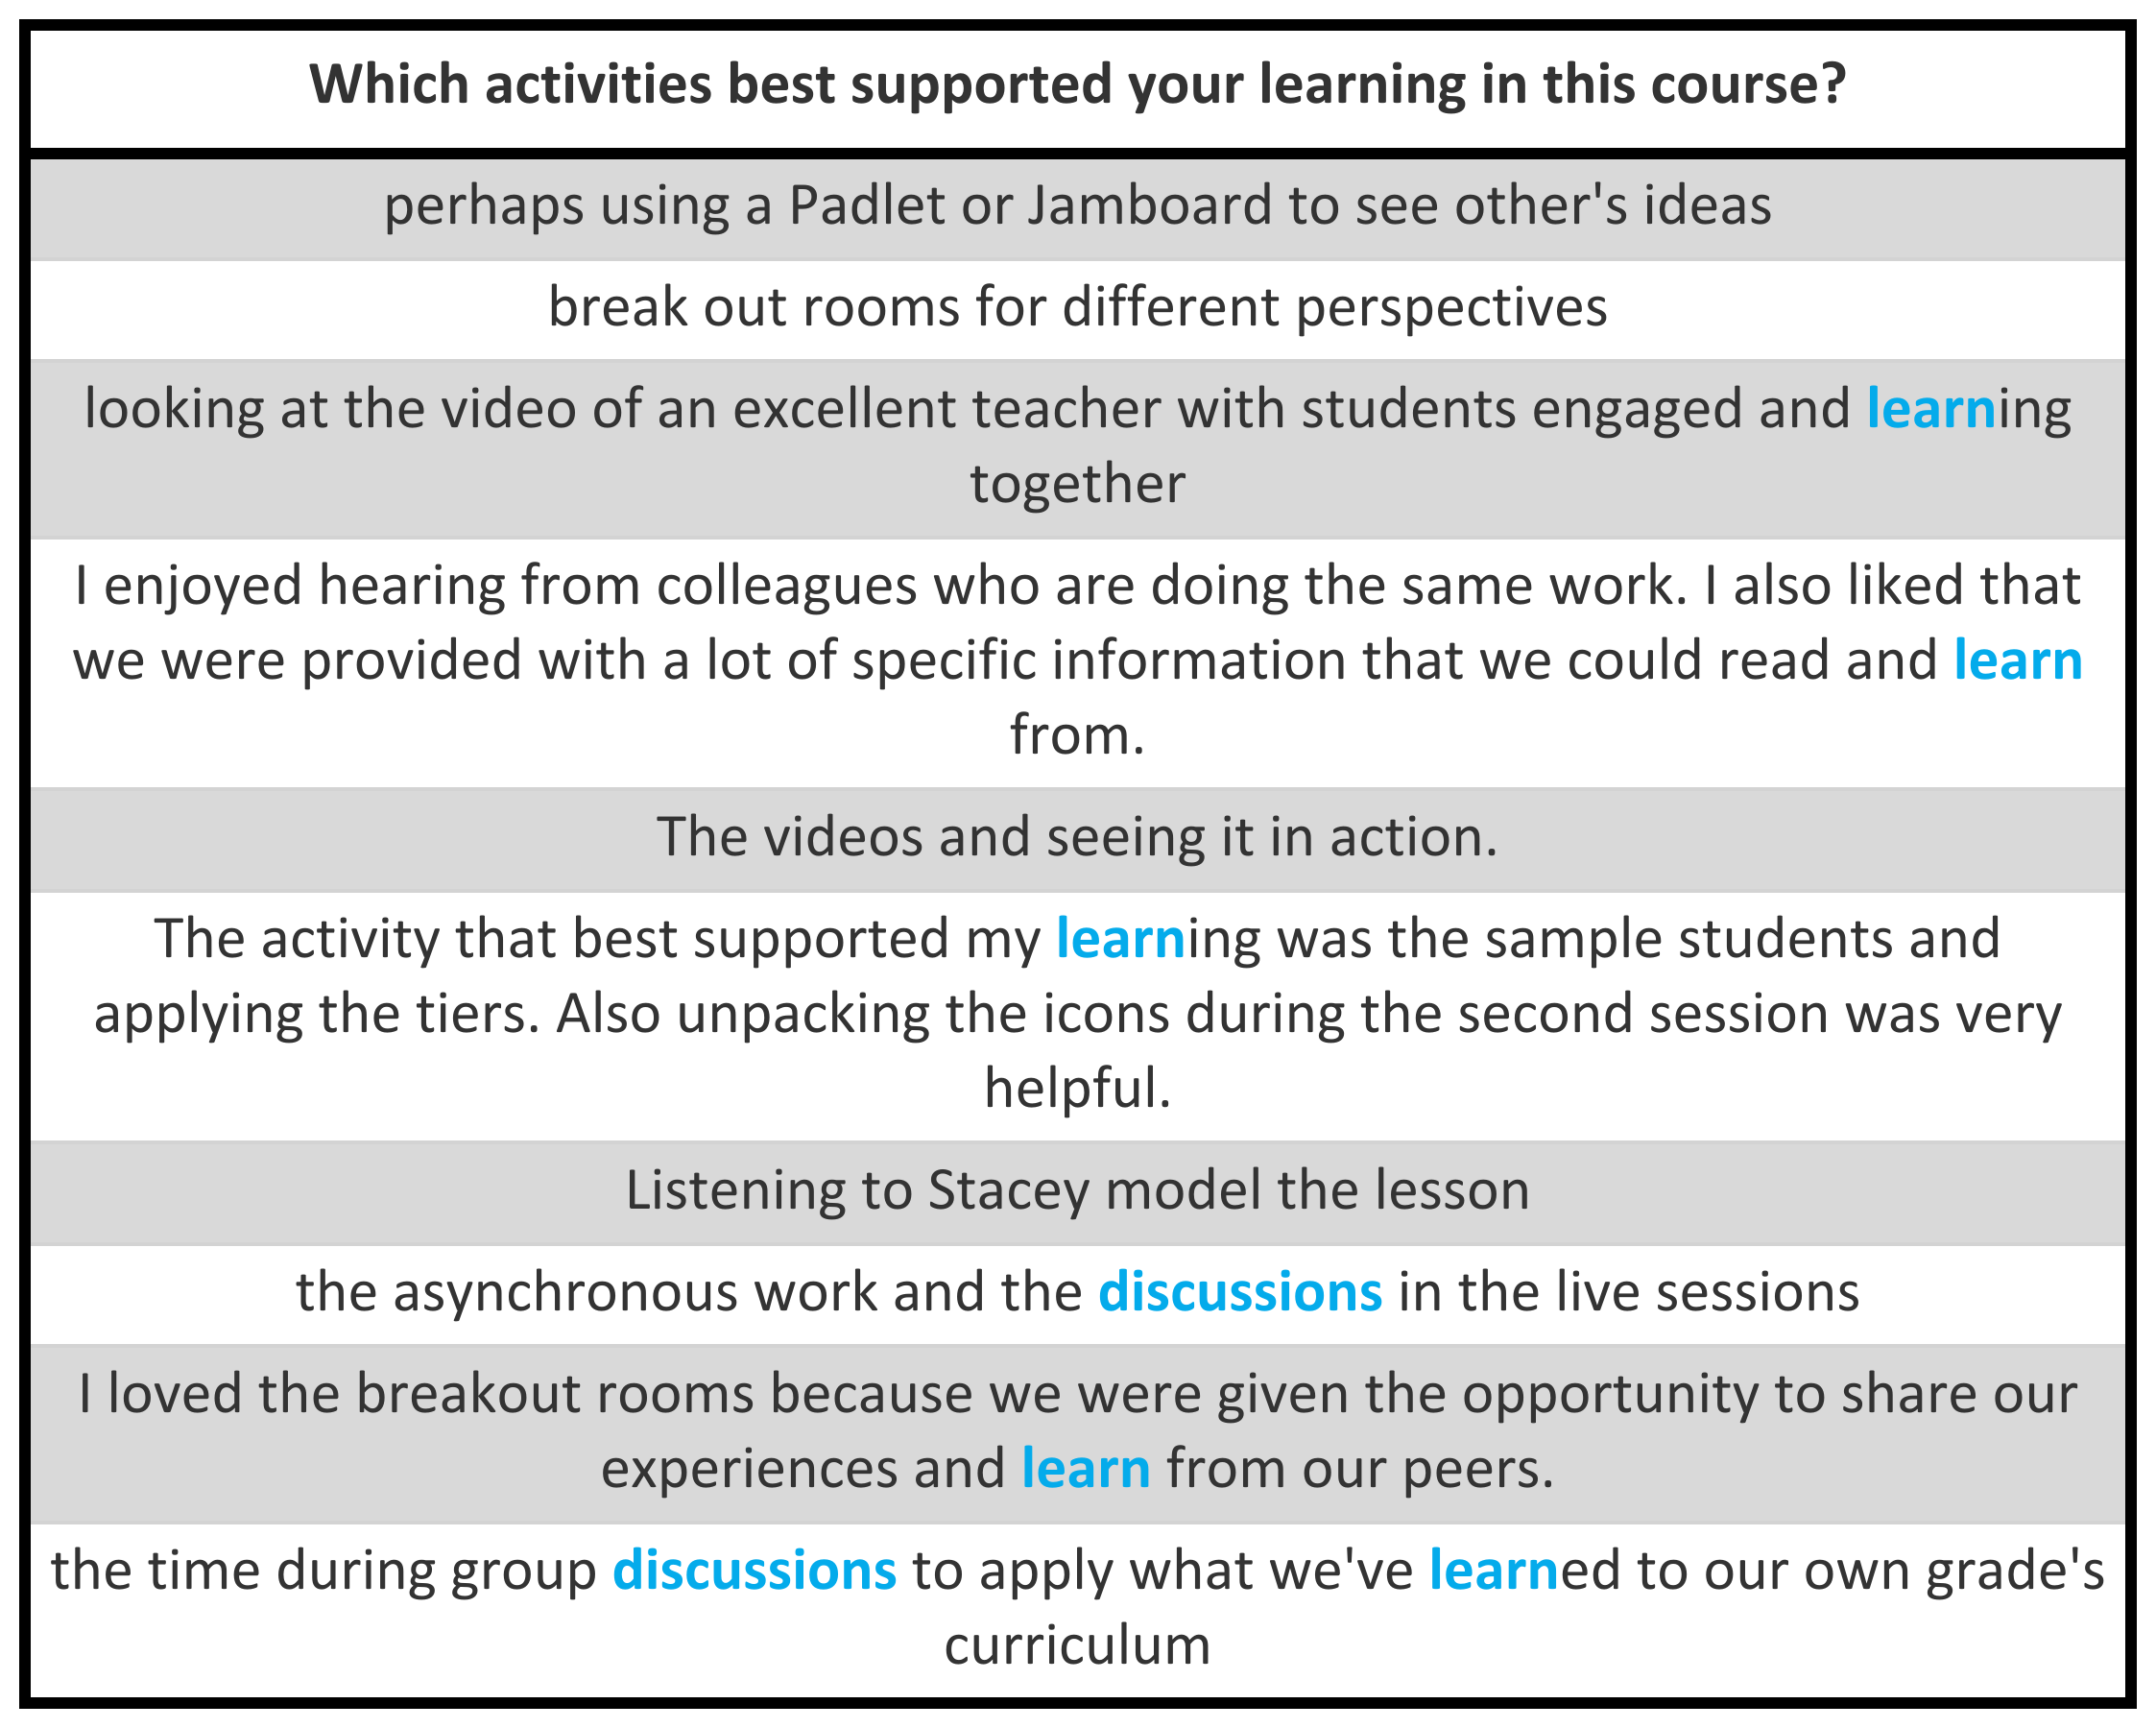 Which activities best supported your learning in this course?
perhaps using a Padlet or Jamboard to see other's ideas
break out rooms for different perspectives
looking at the video of an excellent teacher with students engaged and learning
together
I enjoyed hearing from colleagues who are doing the same work. I also liked that
we were provided with a lot of specific information that we could read and learn
from.
The videos and seeing it in action.
The activity that best supported my learning was the sample students and
applying the tiers. Also unpacking the icons during the second session was very
helpful.
Listening to Stacey model the lesson
the asynchronous work and the discussions in the live sessions
I loved the breakout rooms because we were given the opportunity to share our
experiences and learn from our peers.
the time during group discussions to apply what we've learned to our own grade's
curriculum